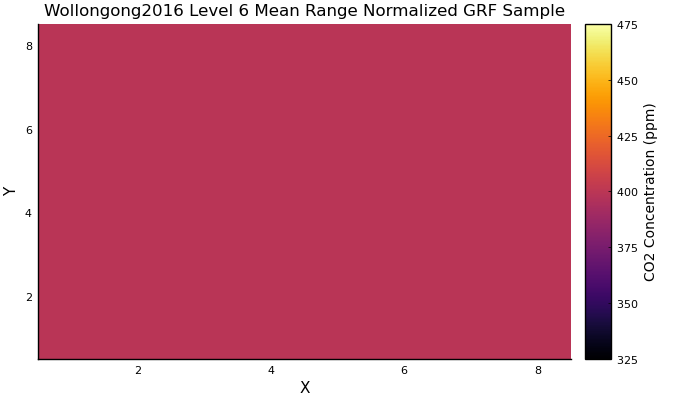 Wollongong2016 Level 6 Mean Range Normalized GRF Sample
8
6
4
2
Y
2 4 6 8
X
475
450
425
400
375
350
325
CO2 Concentration (ppm)